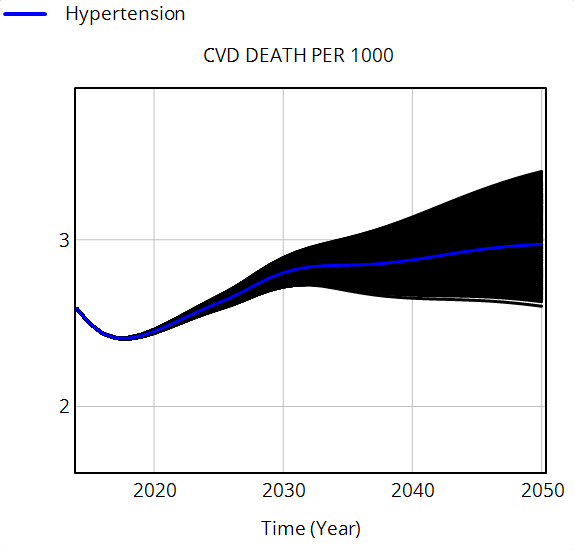 Hypertension
CVD DEATH PER 1000
3
2
2020 2030 2040 2050
Time (Year)